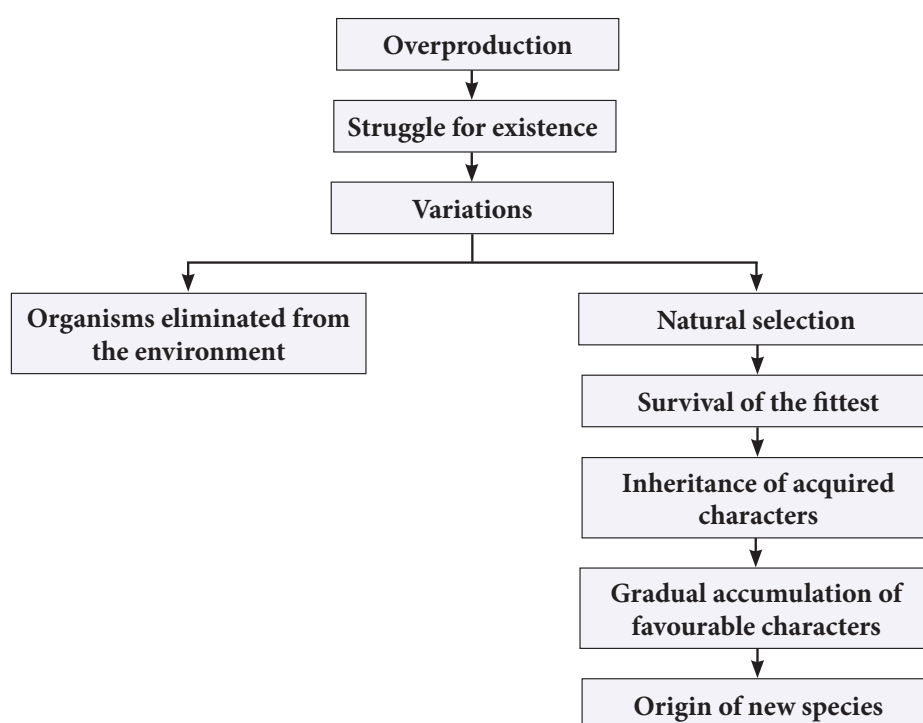 Overproduction
Struggle for existence
Variations
Organisms eliminated from
the environment
Natural selection
Survival of the fittest
Inheritance of acquired
characters
Gradual accumulation of
favourable characters
Origin of new species